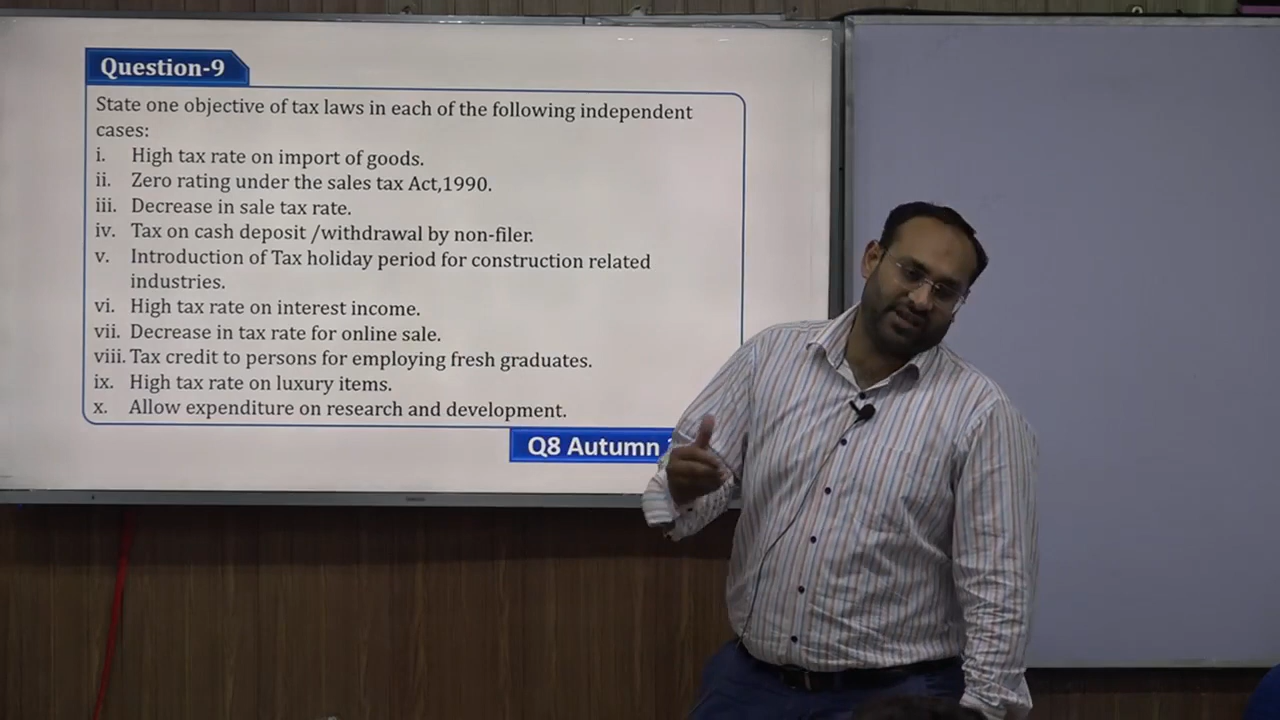 Question-9
State one objective of tax laws in each of the following independent
cases:
i. High tax rate on import of goods.
ii. Zero rating under the sales tax Act,1990.
iii. Decrease in sale tax rate.
iv. Tax on cash deposit /withdrawal by non-filer.
v. Introduction of Tax holiday period for construction related
industries.
vi. High tax rate on interest income.
vii. Decrease in tax rate for online sale.
viii. Tax credit to persons for employing fresh graduates.
ix. High tax rate on luxury items.
x. Allow expenditure on research and development.
Q8 Autumn